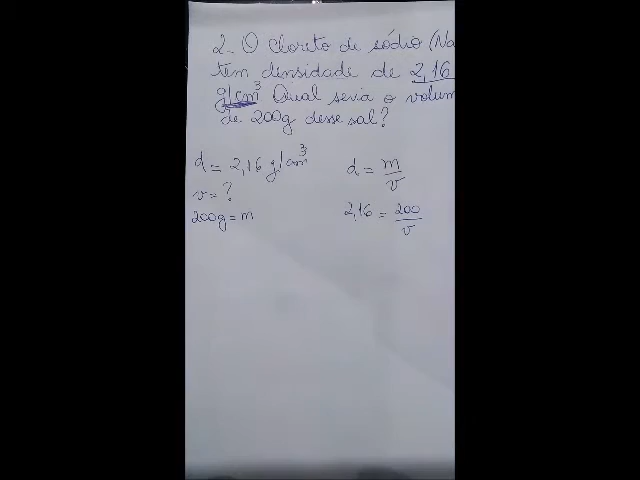 2. O cloreto de sódio (Na
tem densidade de 2,16
g/cm³ Qual seria o volum
de 200g desse sal?
d = 2,16 g/cm³
v = ?
200g = m
d = m/v
2,16 = 200/v